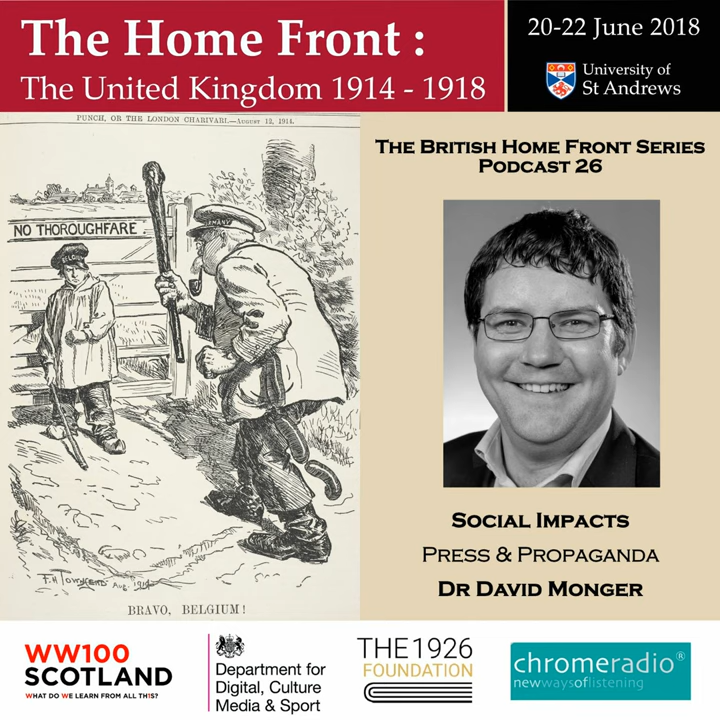 The Home Front :
The United Kingdom 1914 - 1918
20-22 June 2018
University of
St Andrews
PUNCH, OR THE LONDON CHARIVARI.—August 12, 1914.
NO THOROUGHFARE
F. H. Townsend Aug. 1914
BRAVO, BELGIUM!
The British Home Front Series
Podcast 26
Social Impacts
Press & Propaganda
Dr David Monger
WW100
SCOTLAND
WHAT DO WE LEARN FROM ALL THIS?
Department for
Digital, Culture
Media & Sport
THE 1926
FOUNDATION
chromeradio®
newwaysoflistening